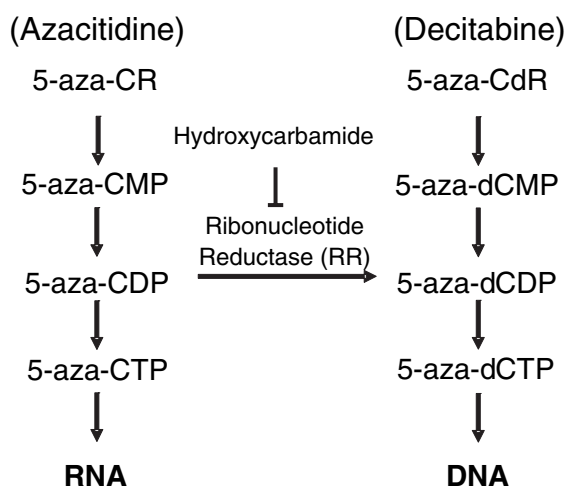 (Azacitidine)
(Decitabine)
5-aza-CR
5-aza-CdR
Hydroxycarbamide
5-aza-CMP
5-aza-dCMP
Ribonucleotide
Reductase (RR)
5-aza-CDP
5-aza-dCDP
5-aza-CTP
5-aza-dCTP
RNA
DNA